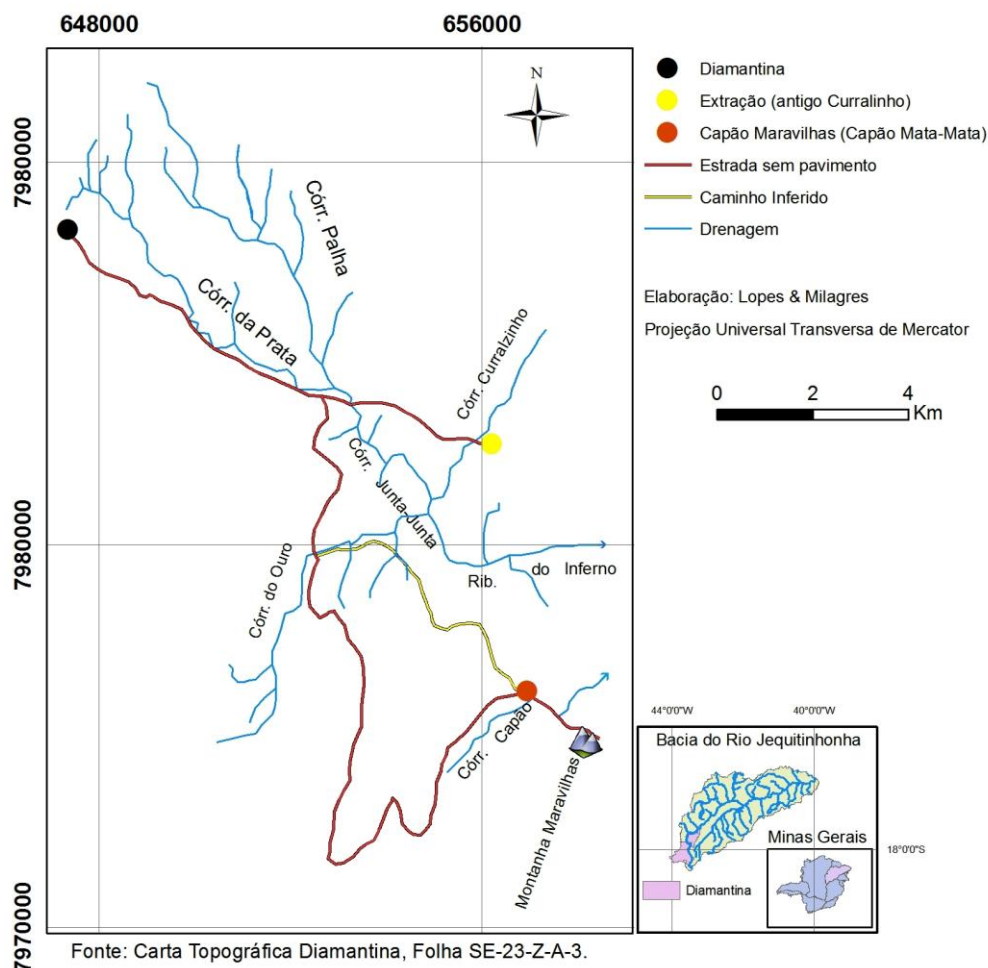 648000
656000
7980000
7980000
7970000
N
Córr. Palha
Córr. da Prata
Córr. Curralzinho
Córr. Junta-Junta
Córr. do Ouro
Rib. do Inferno
Córr. Capão
Montanha Maravilhas
Diamantina
Extração (antigo Curralinho)
Capão Maravilhas (Capão Mata-Mata)
Estrada sem pavimento
Caminho Inferido
Drenagem
Elaboração: Lopes & Milagres
Projeção Universal Transversa de Mercator
0 2 4
Km
44°0'0"W 40°0'0"W
Bacia do Rio Jequitinhonha
Minas Gerais
18°0'0"S
Diamantina
Fonte: Carta Topográfica Diamantina, Folha SE-23-Z-A-3.